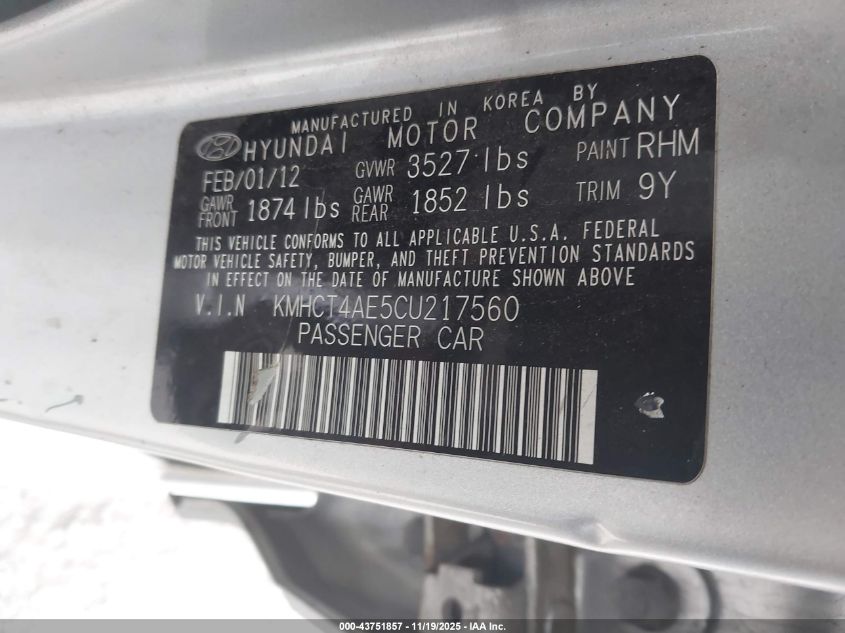 MANUFACTURED IN KOREA BY
HYUNDAI MOTOR COMPANY
FEB/01/12 GVWR 3527 lbs PAINT RHM
GAWR FRONT 1874 lbs GAWR REAR 1852 lbs TRIM 9Y
THIS VEHICLE CONFORMS TO ALL APPLICABLE U.S.A. FEDERAL
MOTOR VEHICLE SAFETY, BUMPER, AND THEFT PREVENTION STANDARDS
IN EFFECT ON THE DATE OF MANUFACTURE SHOWN ABOVE
V.I.N KMHCT4AE5CU217560
PASSENGER CAR
000-43751857 - 11/19/2025 - IAA Inc.